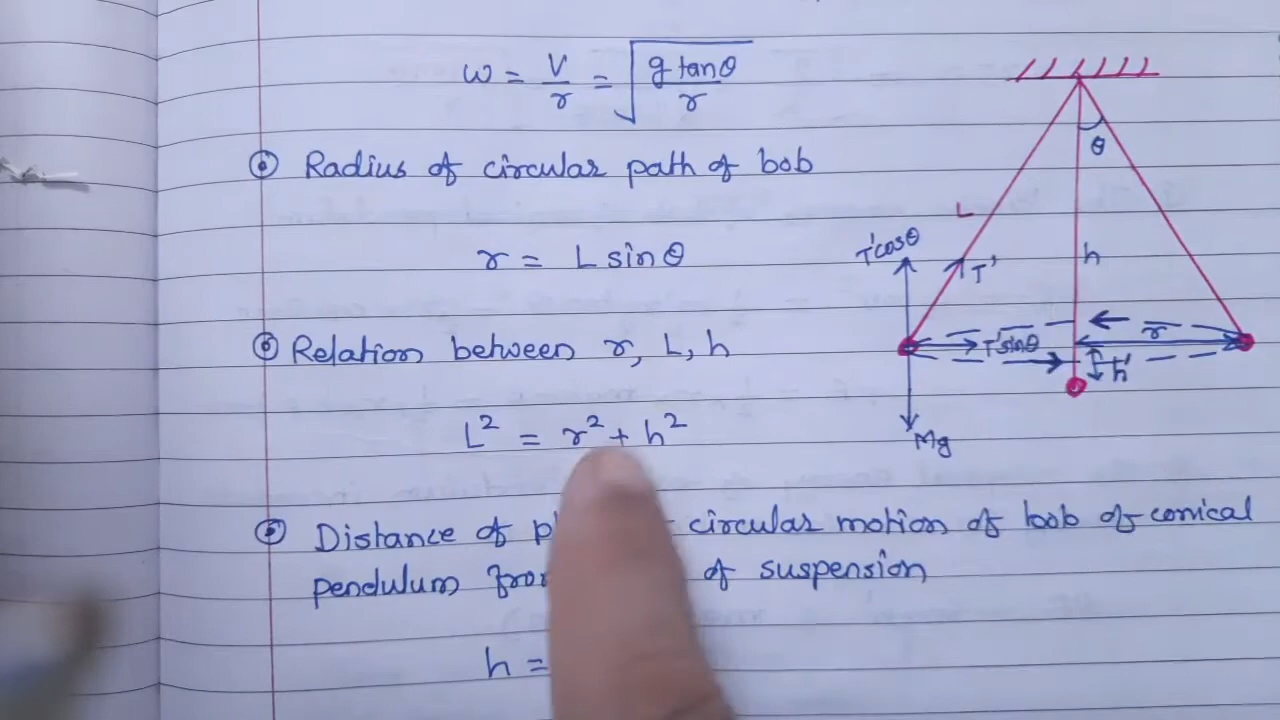 ω = V/r = √(g tanθ/r)
Radius of circular path of bob
r = L sinθ
Relation between r, L, h
L² = r² + h²
Distance of circular motion of bob of conical
pendulum of suspension
h =
θ
L
T'cosθ
T'
h
T'sinθ
r
h'
Mg